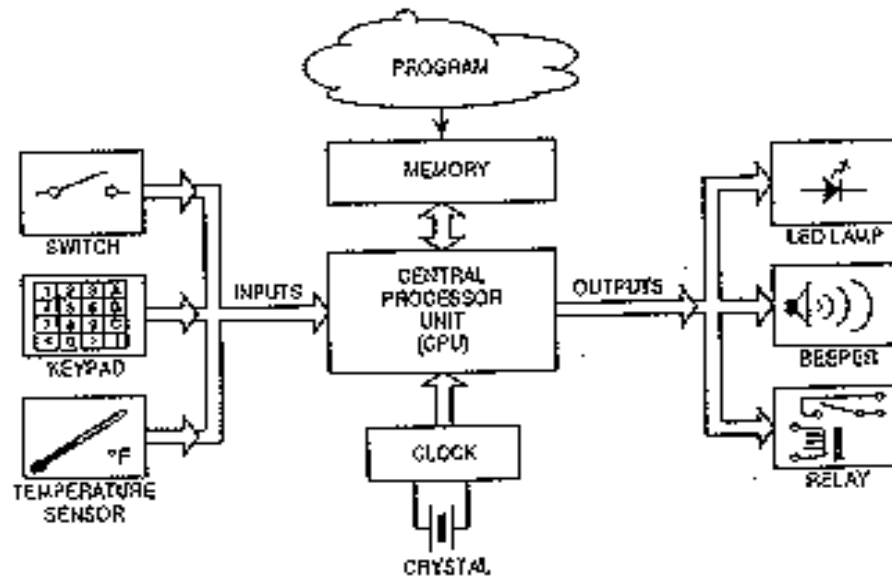 PROGRAM
MEMORY
SWITCH
KEYPAD
°F
TEMPERATURE
SENSOR
INPUTS
CENTRAL
PROCESSOR
UNIT
(CPU)
CLOCK
CRYSTAL
OUTPUTS
LED LAMP
BEEPER
RELAY